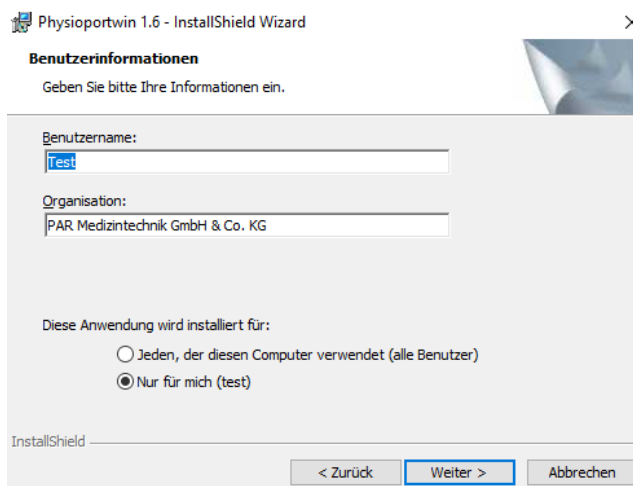 Physioportwin 1.6 - InstallShield Wizard
Benutzerinformationen
Geben Sie bitte Ihre Informationen ein.
Benutzername:
Test
Organisation:
PAR Medizintechnik GmbH & Co. KG
Diese Anwendung wird installiert für:
Jeden, der diesen Computer verwendet (alle Benutzer)
Nur für mich (test)
InstallShield
< Zurück Weiter > Abbrechen